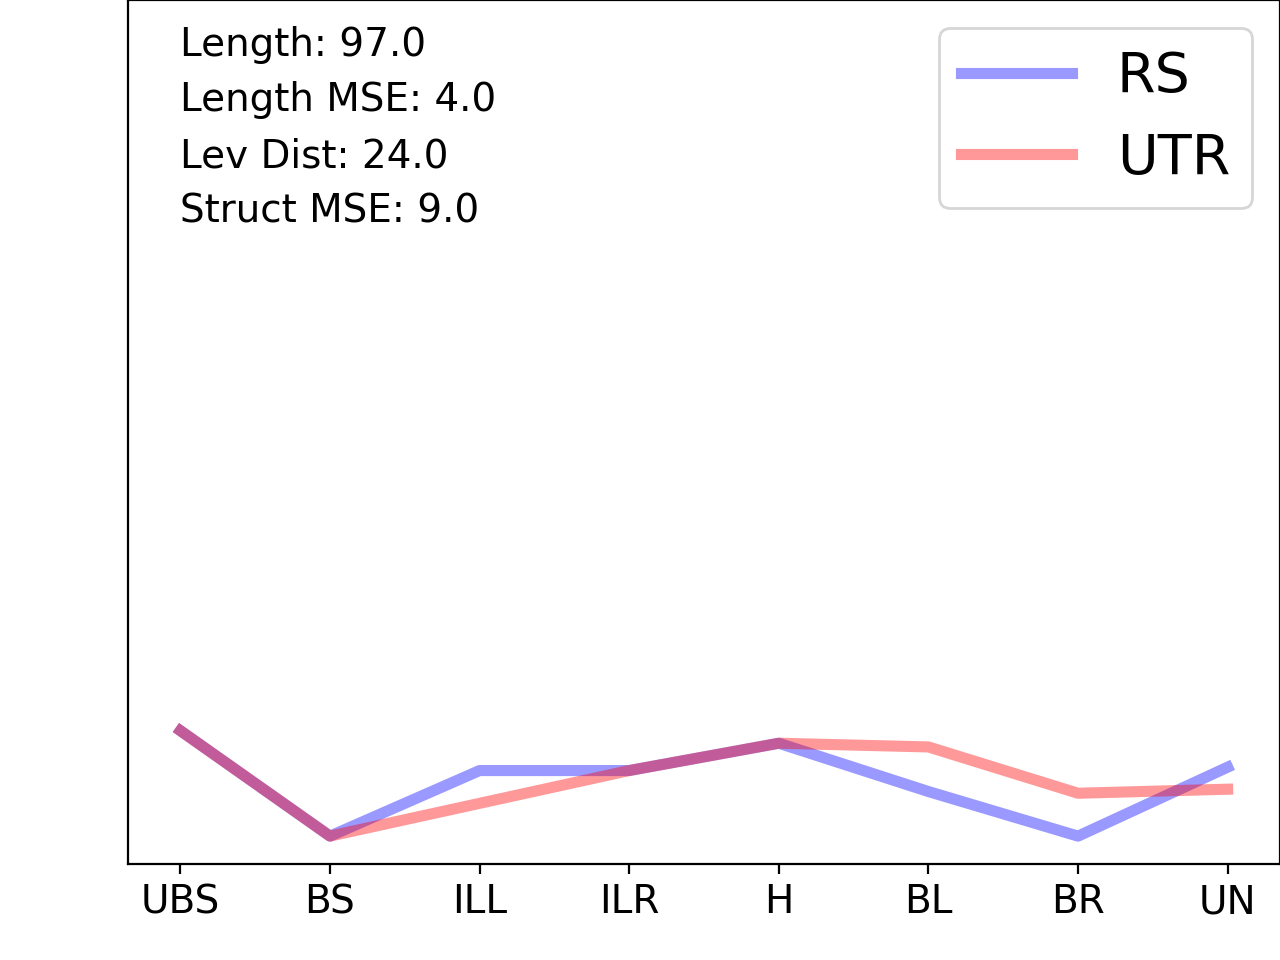 Length: 97.0
Length MSE: 4.0
Lev Dist: 24.0
Struct MSE: 9.0
RS
UTR
UBS BS ILL ILR H BL BR UN